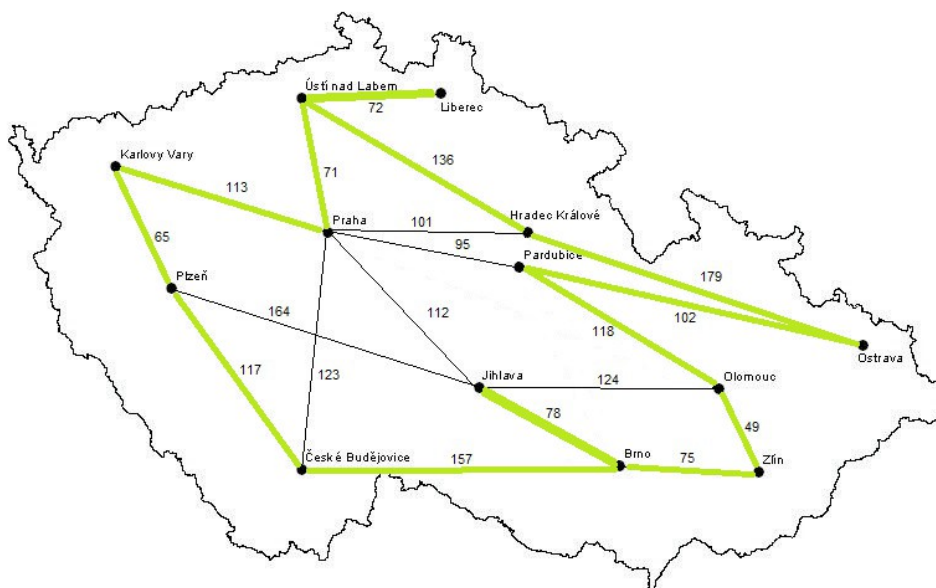 Ústí nad Labem
72
Liberec
Karlovy Vary
136
71
113
Praha
101
Hradec Králové
65
95
Pardubice
Plzeň
179
164
112
118
102
Ostrava
117
123
Jihlava
124
Olomouc
78
49
České Budějovice
157
Brno
75
Zlín